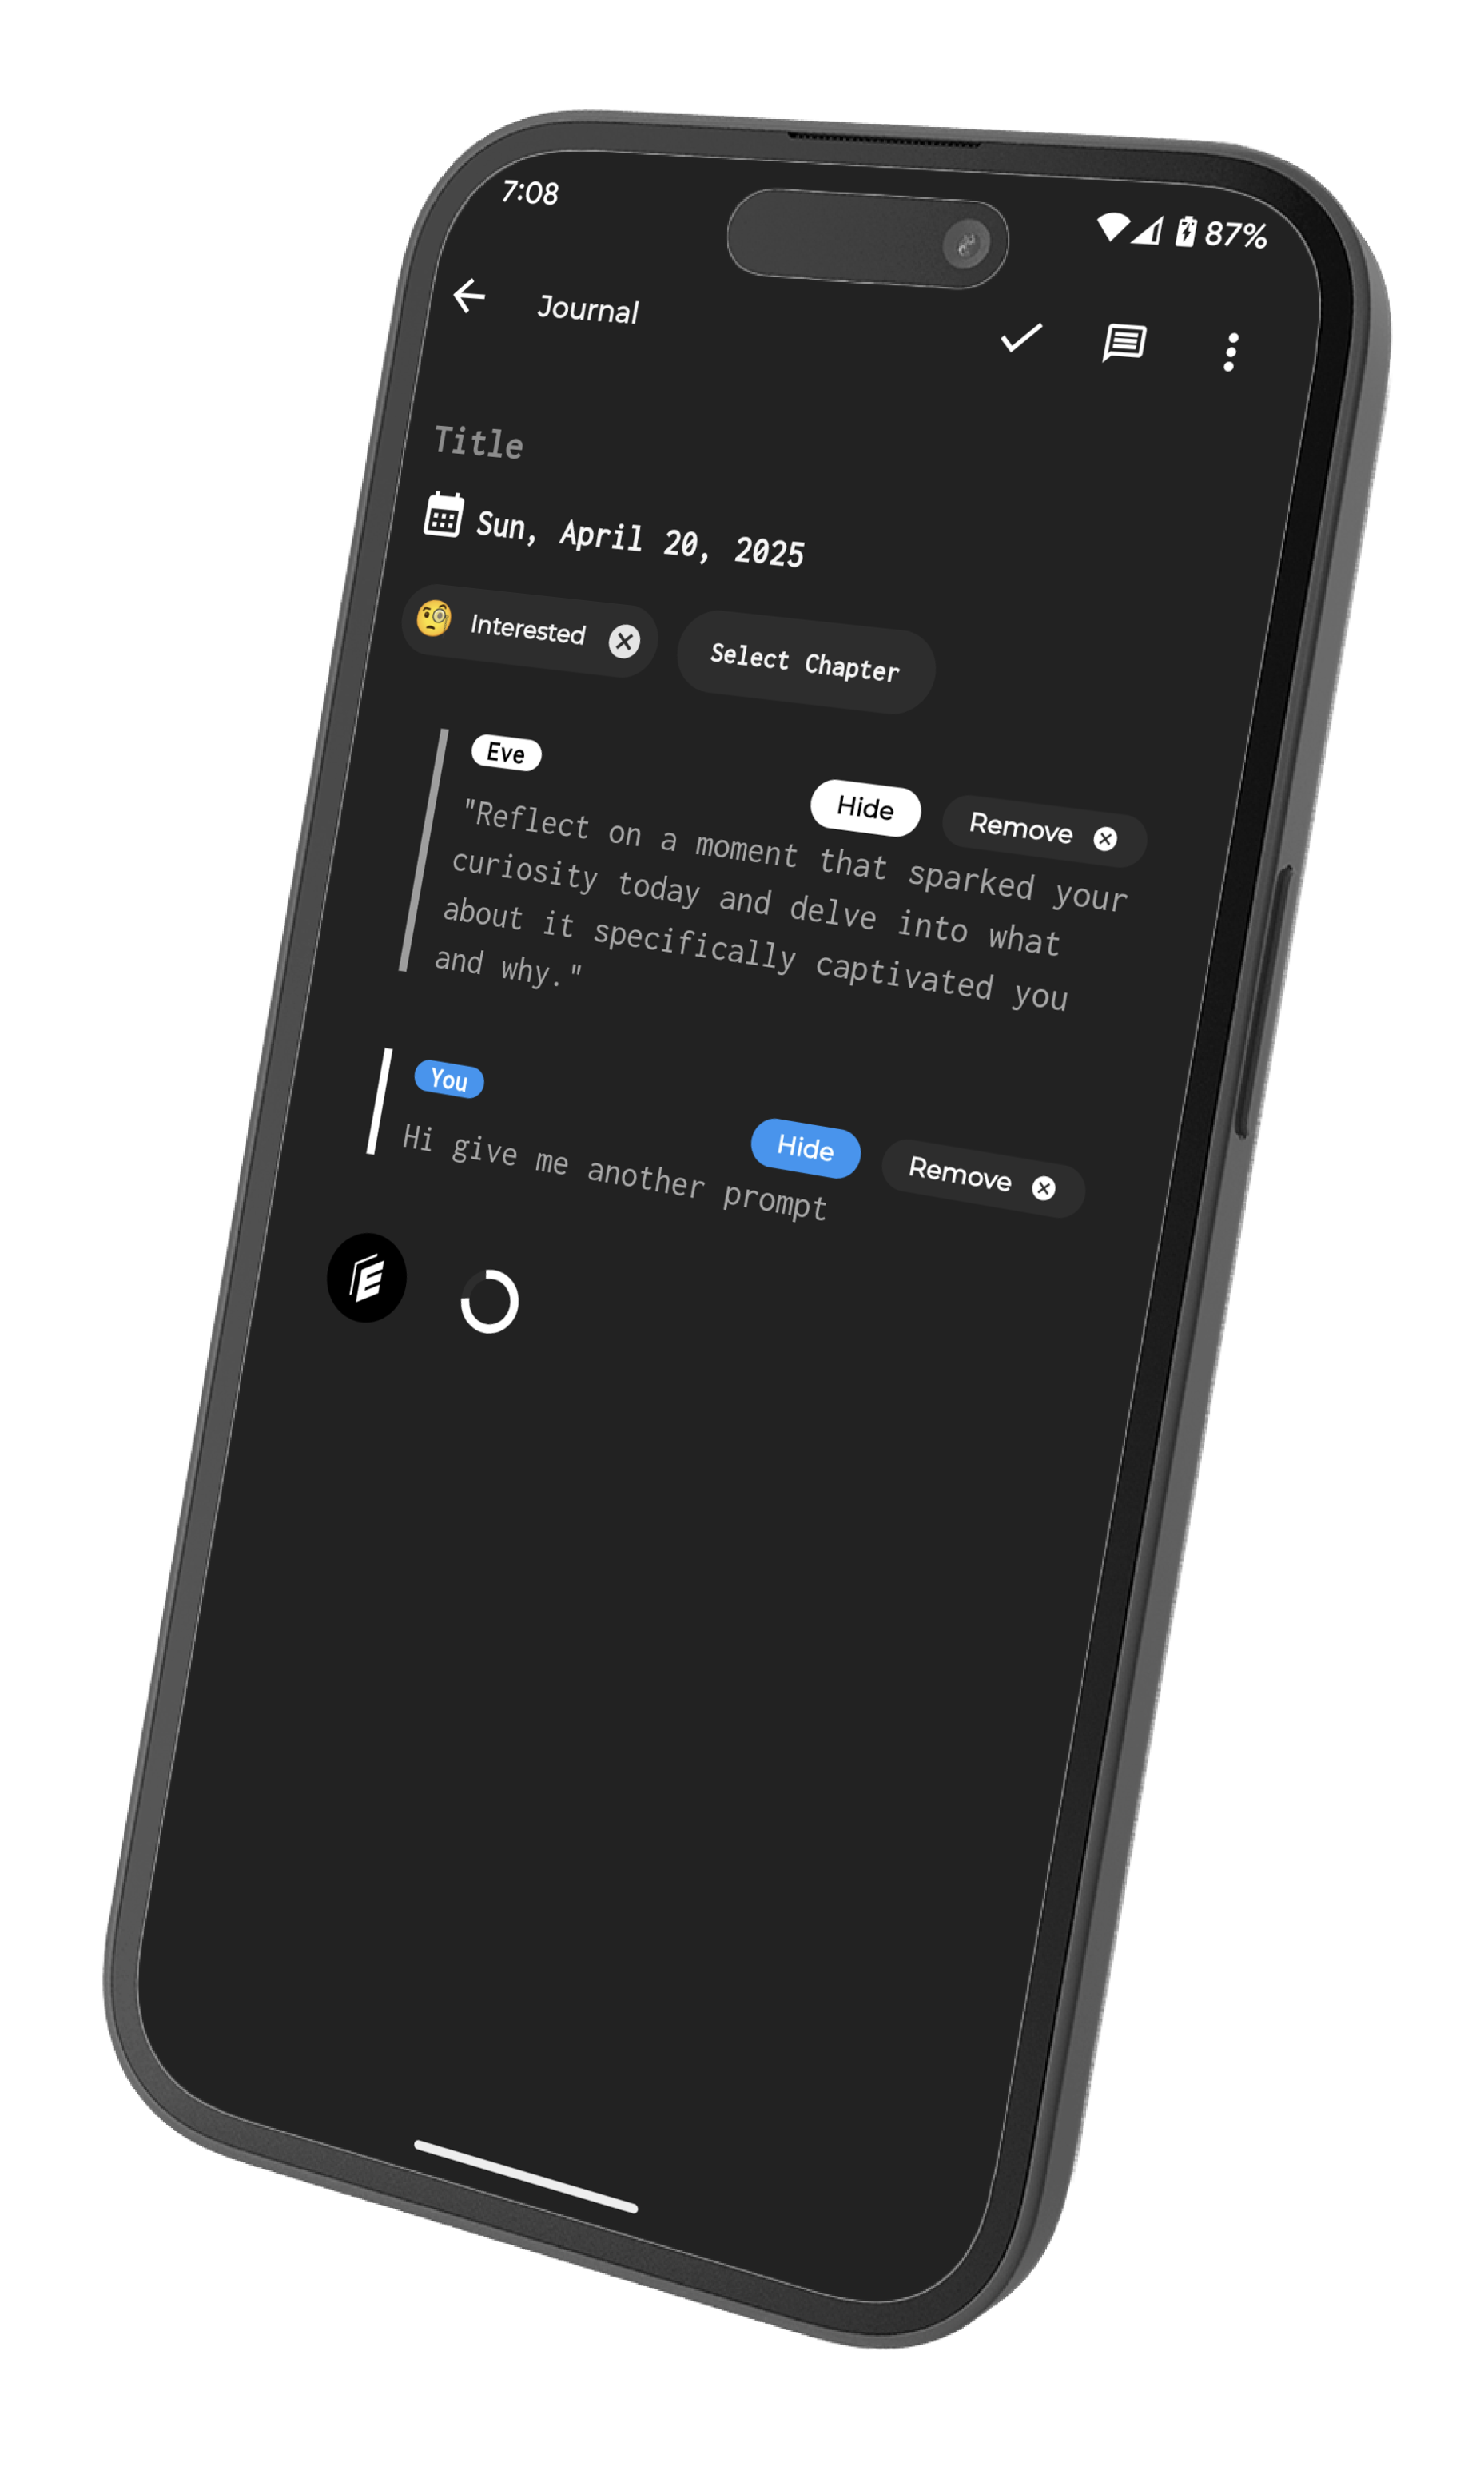 7:08
87%
Journal
Title
Sun, April 20, 2025
Interested
Select Chapter
Eve
Hide
Remove
"Reflect on a moment that sparked your
curiosity today and delve into what
about it specifically captivated you
and why."
You
Hide
Remove
Hi give me another prompt